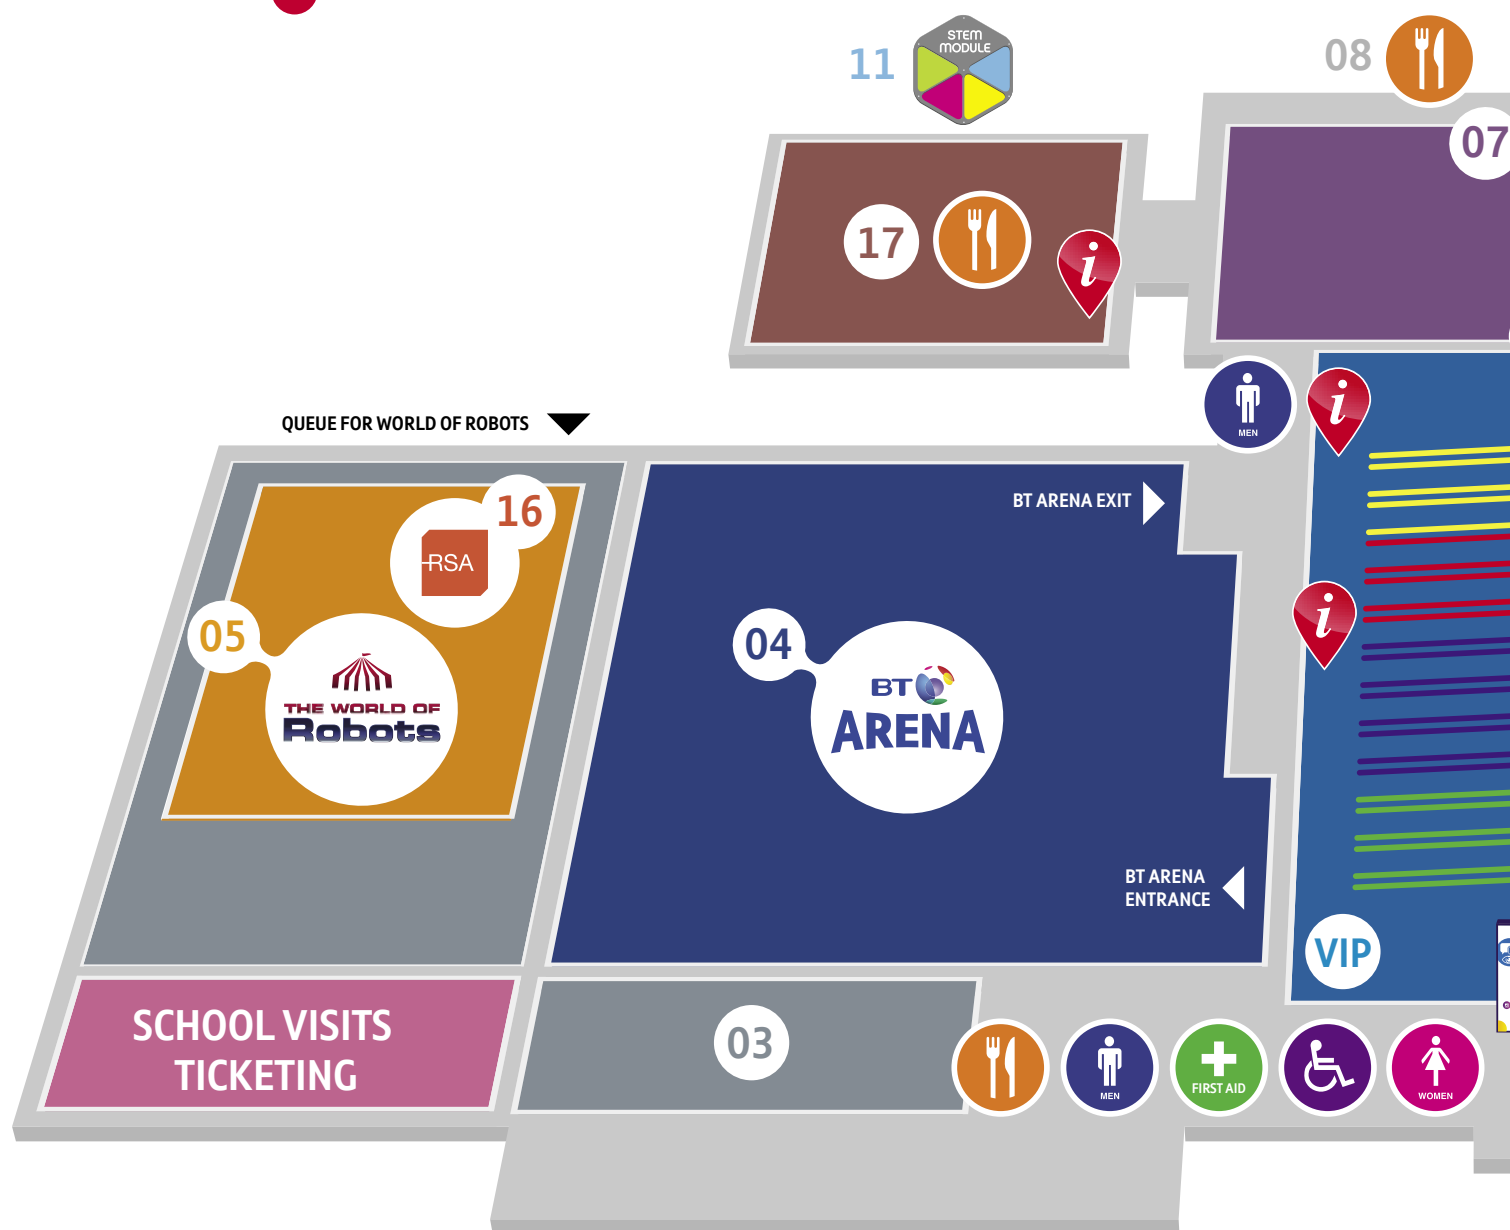 11
STEM
MODULE
08
07
17
i
MEN
i
QUEUE FOR WORLD OF ROBOTS
16
RSA
BT ARENA EXIT
05
THE WORLD OF
Robots
04
BT
ARENA
i
BT ARENA
ENTRANCE
VIP
SCHOOL VISITS
TICKETING
03
MEN
FIRST AID
WOMEN